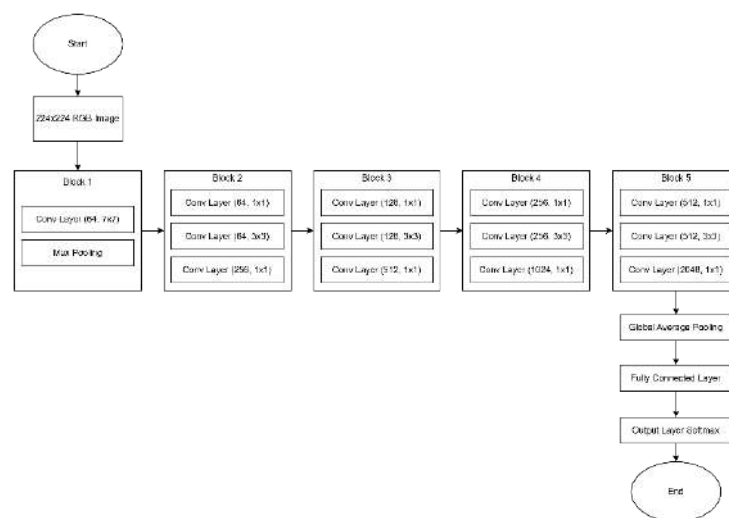 Start
224x224 RGB Image
Block 1
Conv Layer (64, 7x7)
Max Pooling
Block 2
Conv Layer (64, 1x1)
Conv Layer (64, 3x3)
Conv Layer (256, 1x1)
Block 3
Conv Layer (128, 1x1)
Conv Layer (128, 3x3)
Conv Layer (512, 1x1)
Block 4
Conv Layer (256, 1x1)
Conv Layer (256, 3x3)
Conv Layer (1024, 1x1)
Block 5
Conv Layer (512, 1x1)
Conv Layer (512, 3x3)
Conv Layer (2048, 1x1)
Global Average Pooling
Fully Connected Layer
Output Layer Softmax
End